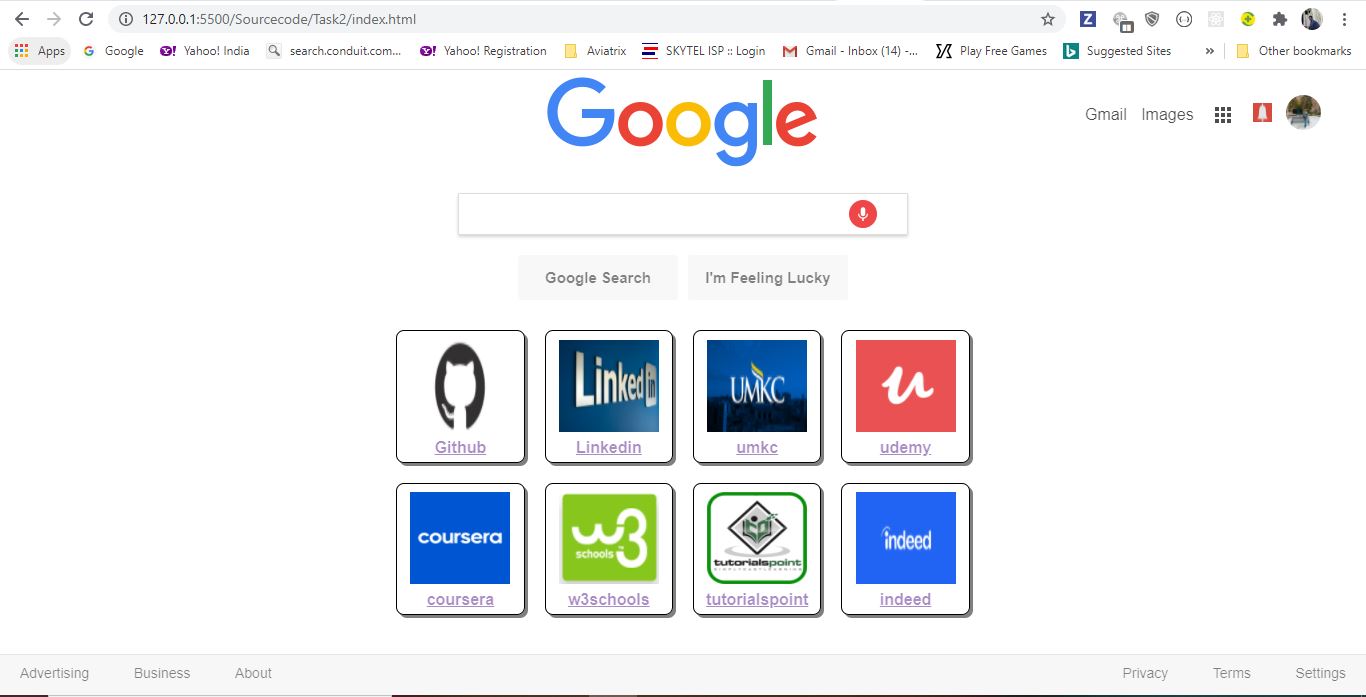 127.0.0.1:5500/Sourcecode/Task2/index.html
Apps Google Yahoo! India search.conduit.com... Yahoo! Registration Aviatrix SKYTEL ISP :: Login Gmail - Inbox (14) -... Play Free Games Suggested Sites » Other bookmarks
Google
Gmail Images
Google Search I'm Feeling Lucky
Linked in UMKC u
Github Linkedin umkc udemy
coursera w3 schools tutorialspoint indeed
coursera w3schools tutorialspoint indeed
Advertising Business About Privacy Terms Settings